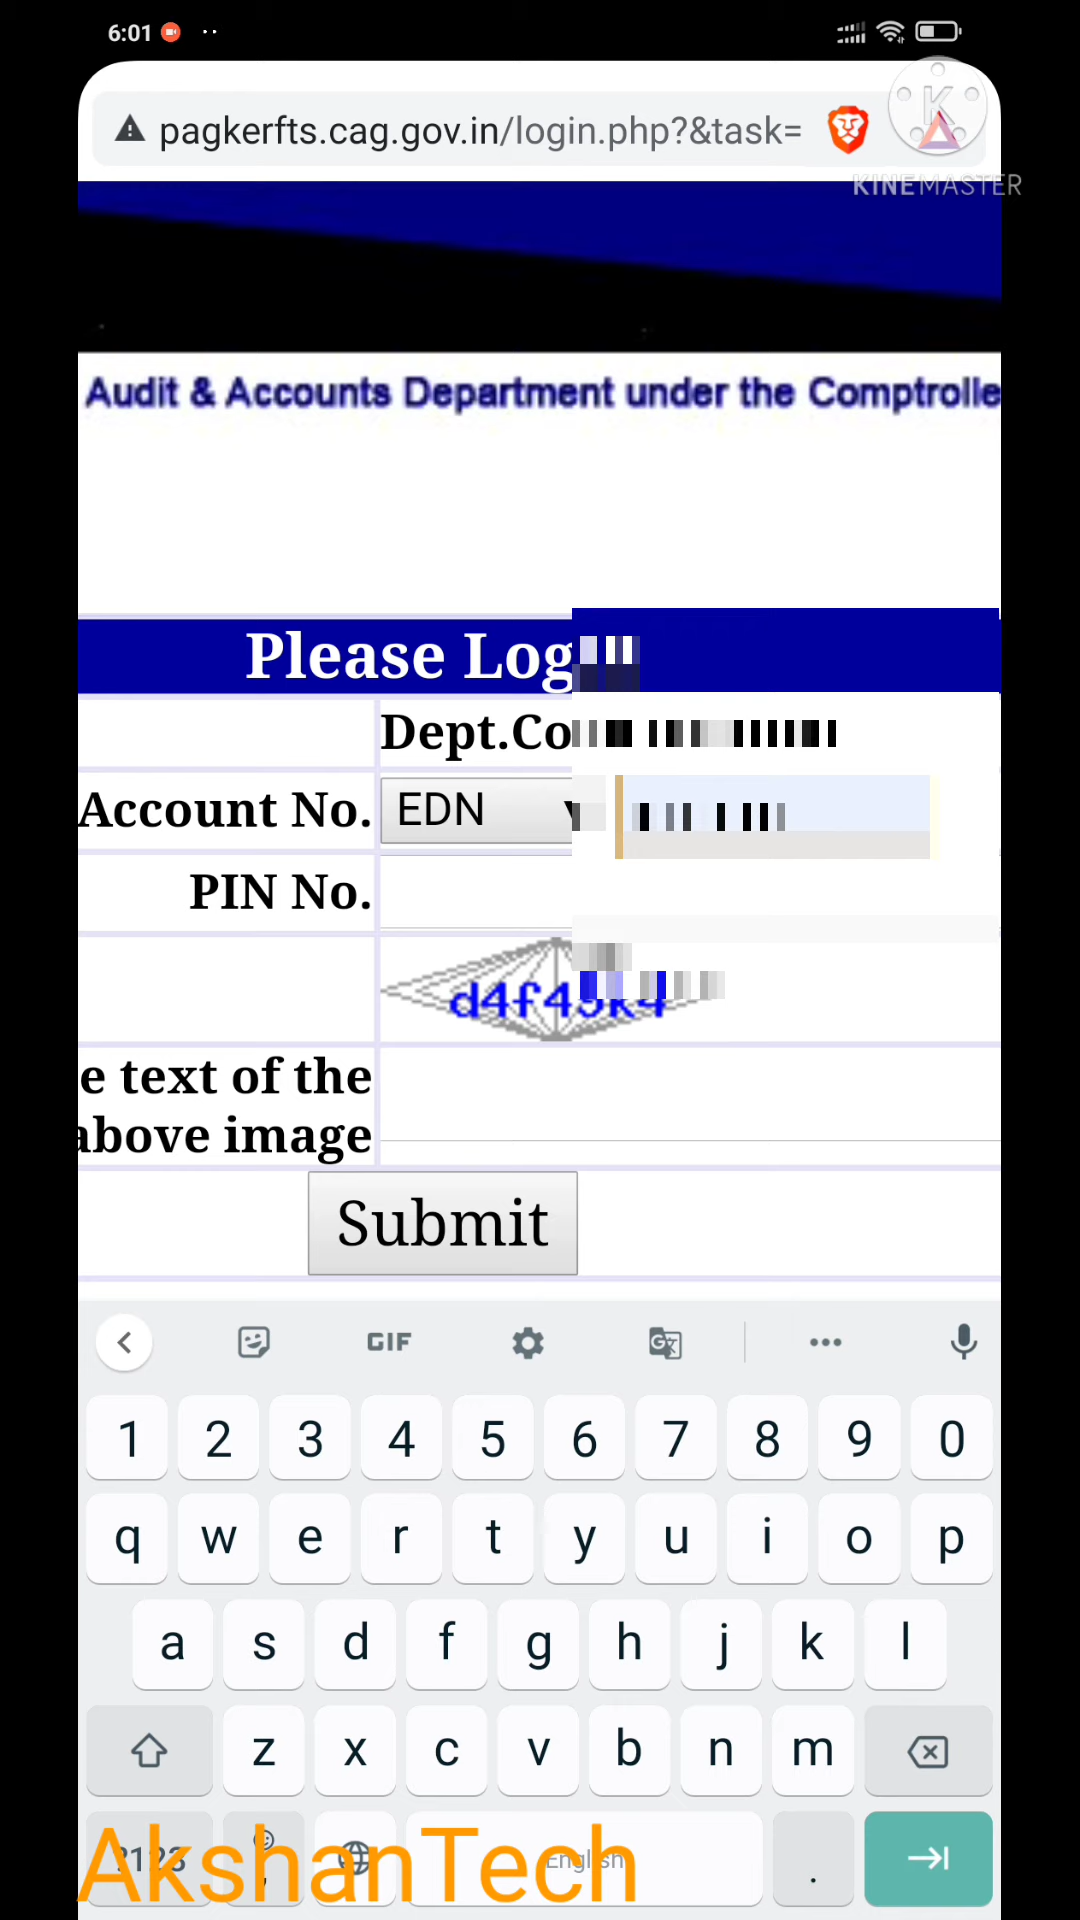 6:01
pagkerfts.cag.gov.in/login.php?&task=
KINEMASTER
Audit & Accounts Department under the Comptrolle
Please Log
Dept.Co
Account No. EDN
PIN No.
e text of the
above image
Submit
GIF
1 2 3 4 5 6 7 8 9 0
q w e r t y u i o p
a s d f g h j k l
z x c v b n m
?123 , English .
AkshanTech